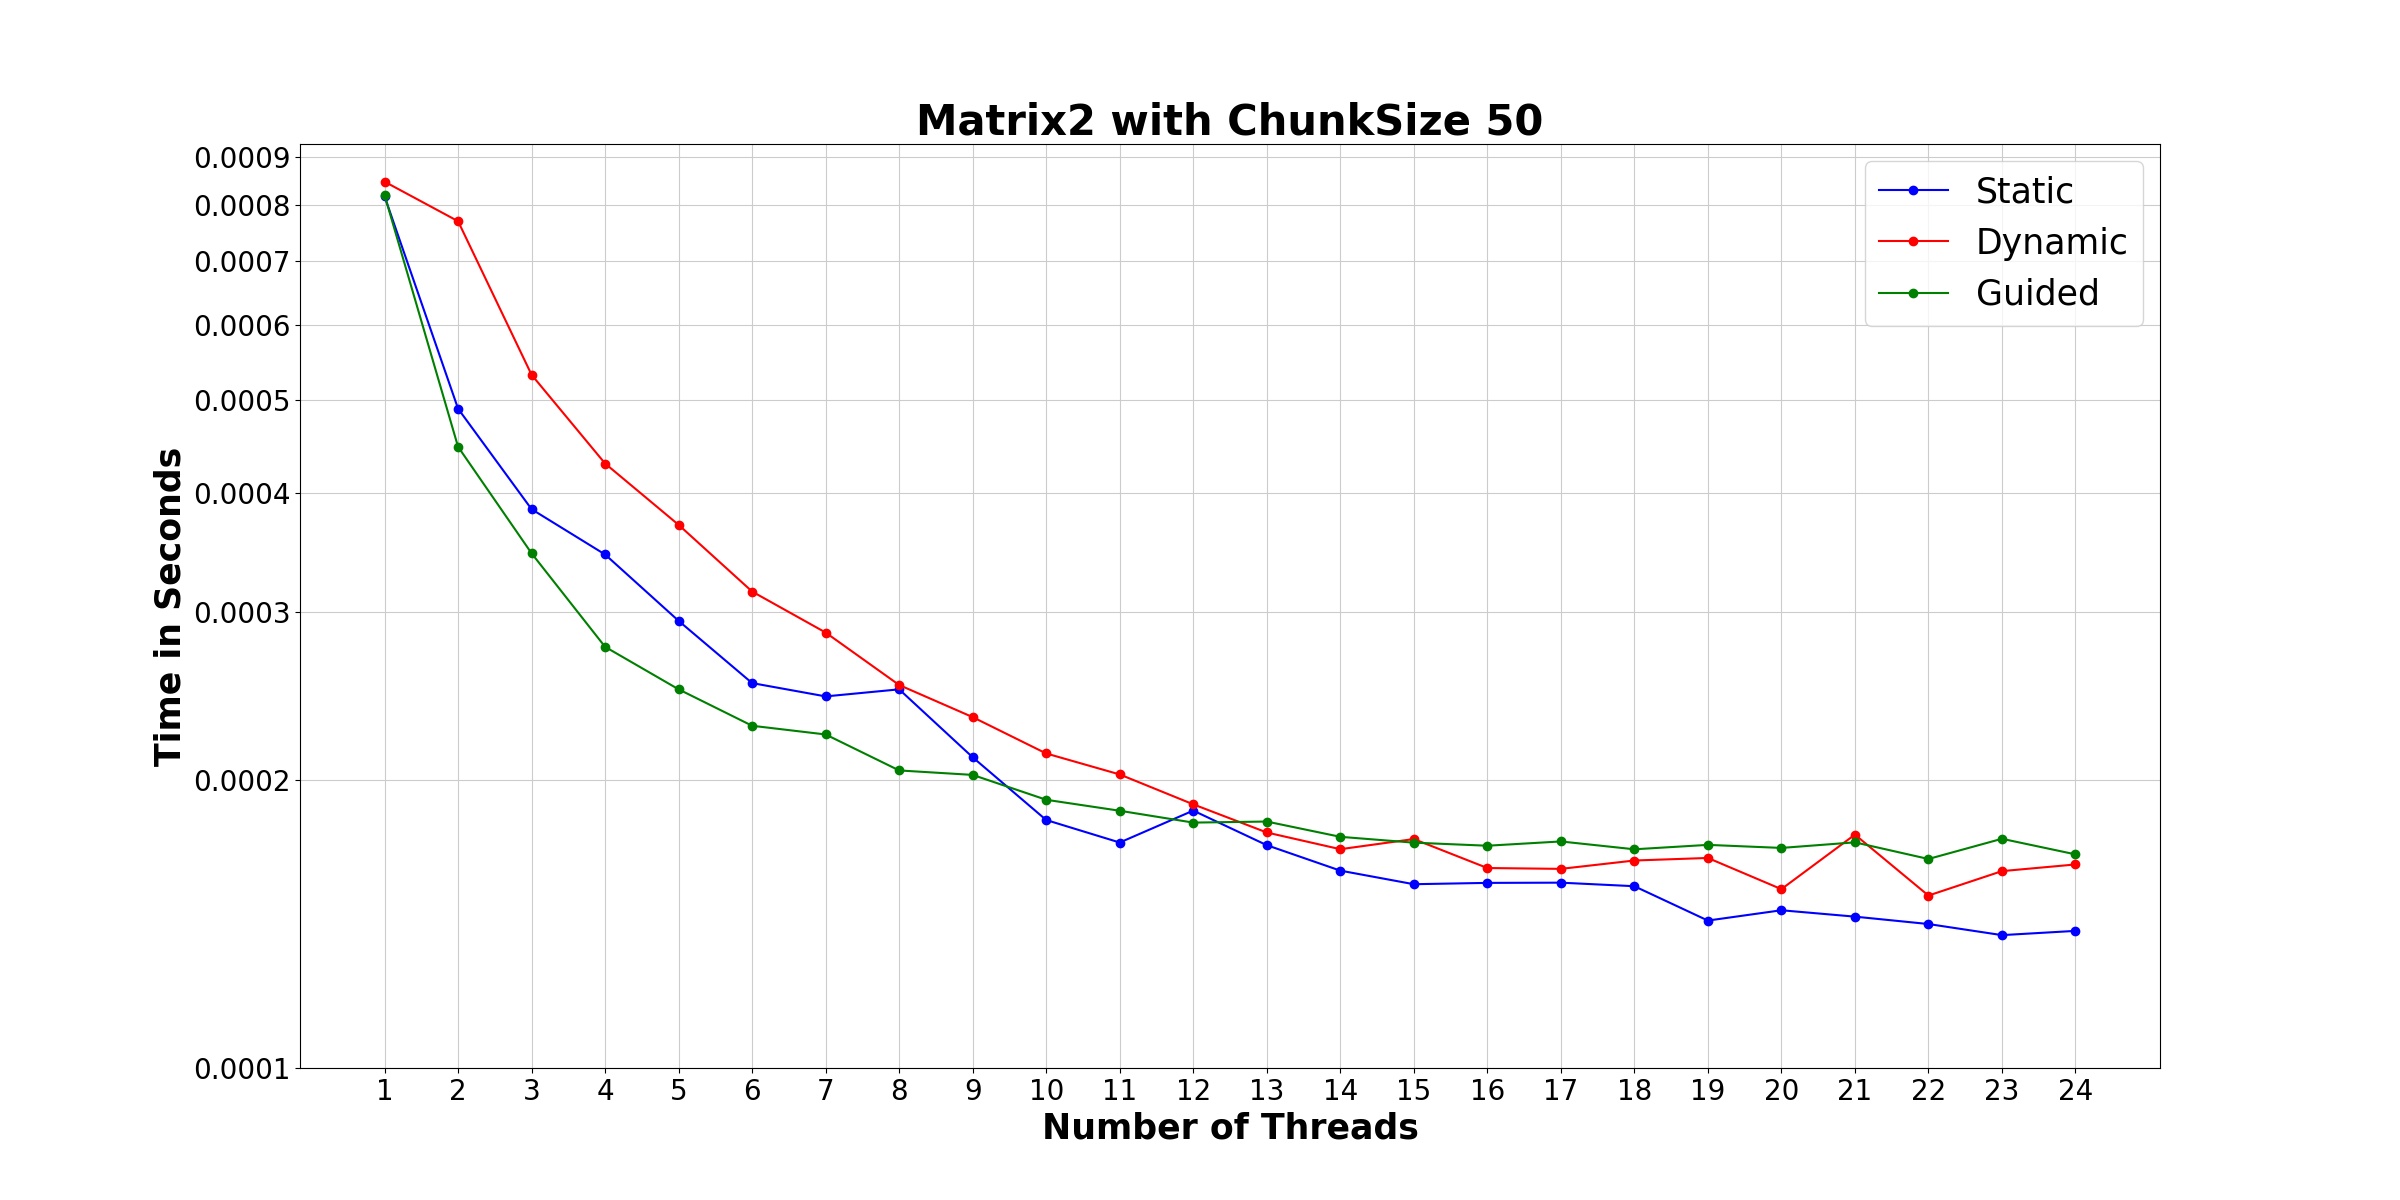 Matrix2 with ChunkSize 50
0.0009
0.0008
0.0007
0.0006
0.0005
0.0004
0.0003
0.0002
0.0001
Time in Seconds
Static
Dynamic
Guided
1 2 3 4 5 6 7 8 9 10 11 12 13 14 15 16 17 18 19 20 21 22 23 24
Number of Threads